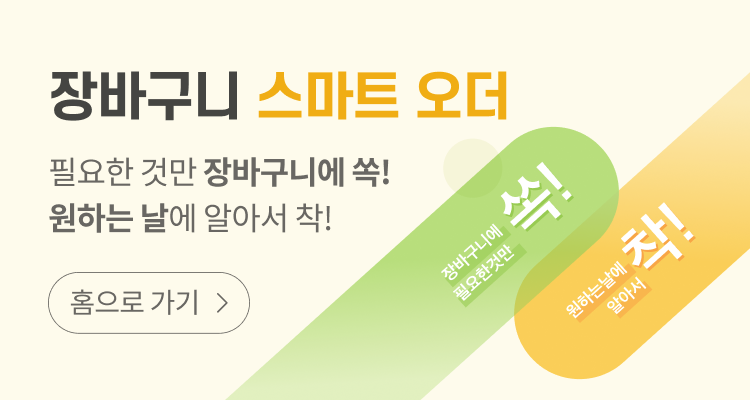 장바구니 스마트 오더
필요한 것만 장바구니에 쏙!
원하는 날에 알아서 착!
홈으로 가기 >
장바구니에
필요한것만
쏙!
원하는날에
알아서
착!